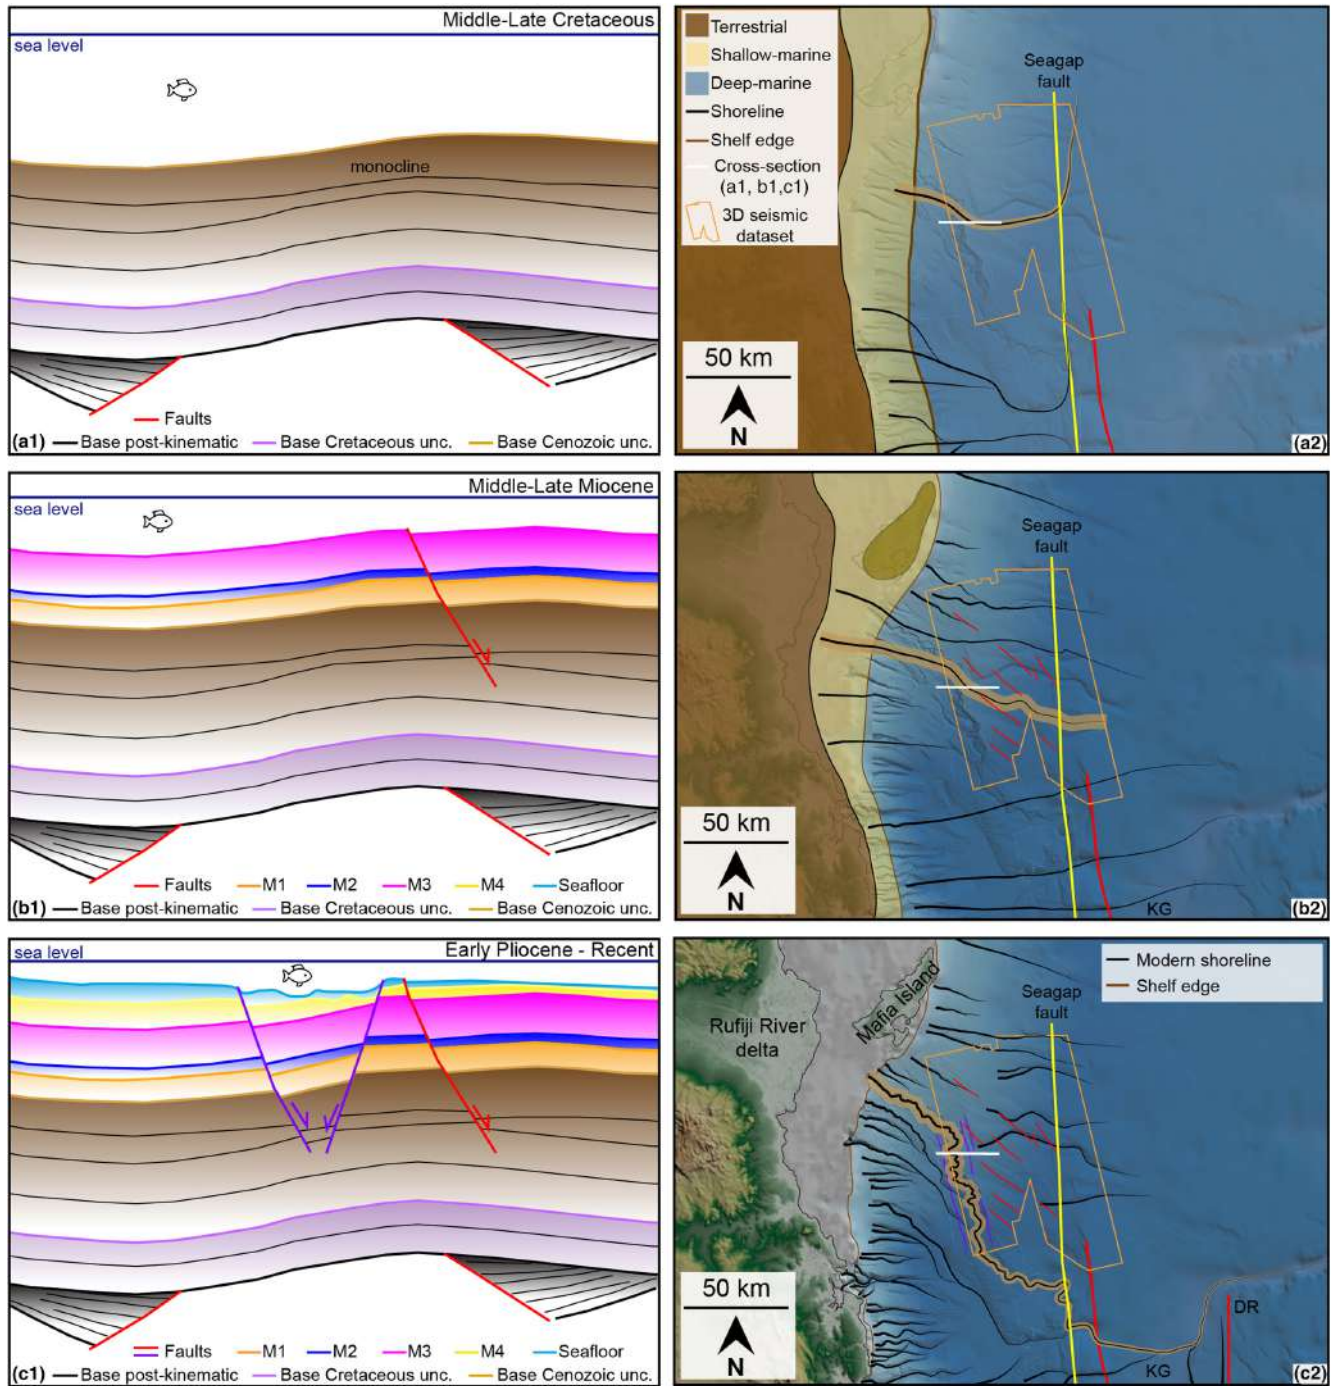 Middle-Late Cretaceous
sea level
monocline
Faults
(a1)
Base post-kinematic
Base Cretaceous unc.
Base Cenozoic unc.
Terrestrial
Shallow-marine
Deep-marine
Shoreline
Shelf edge
Cross-section
(a1, b1,c1)
3D seismic
dataset
Seagap
fault
50 km
N
(a2)
Middle-Late Miocene
sea level
Faults
M1
M2
M3
M4
Seafloor
(b1)
Base post-kinematic
Base Cretaceous unc.
Base Cenozoic unc.
Seagap
fault
50 km
N
KG
(b2)
Early Pliocene - Recent
sea level
Faults
M1
M2
M3
M4
Seafloor
(c1)
Base post-kinematic
Base Cretaceous unc.
Base Cenozoic unc.
Modern shoreline
Shelf edge
Mafia Island
Rufiji River
delta
Seagap
fault
50 km
N
DR
KG
(c2)